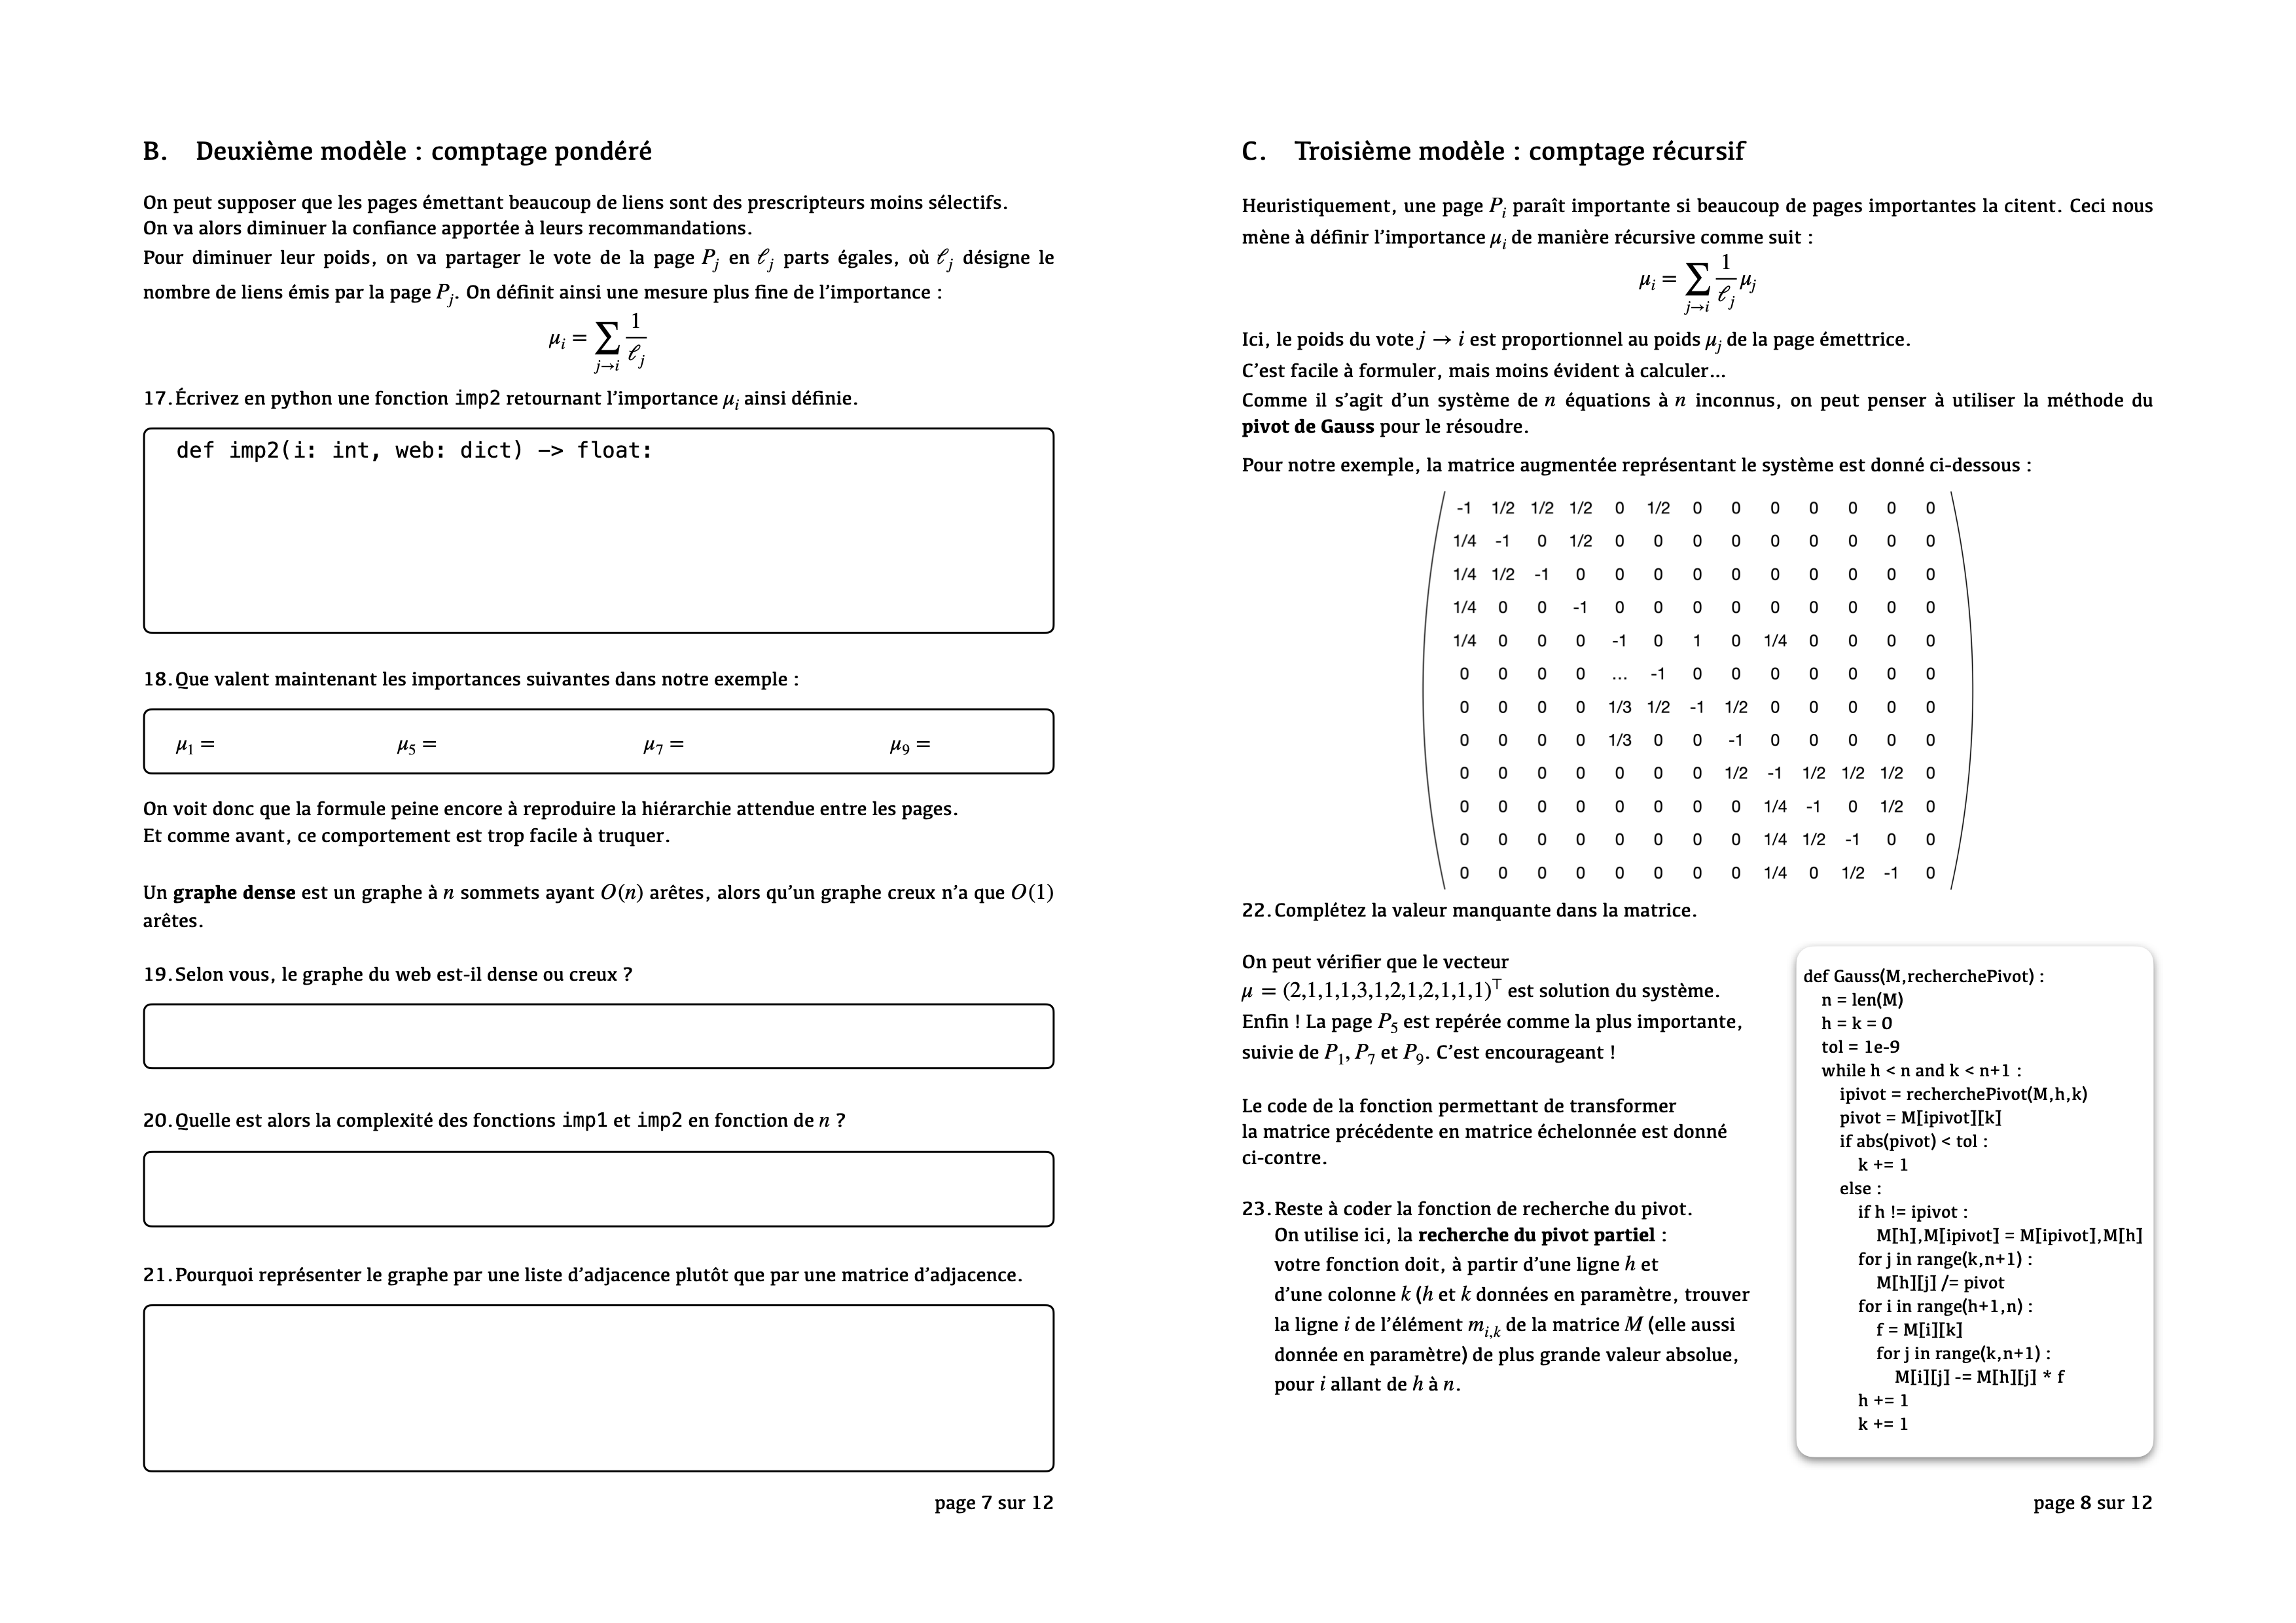 B. Deuxième modèle : comptage pondéré
On peut supposer que les pages émettant beaucoup de liens sont des prescripteurs moins sélectifs.
On va alors diminuer la confiance apportée à leurs recommandations.
Pour diminuer leur poids, on va partager le vote de la page P_j en ℓ_j parts égales, où ℓ_j désigne le
nombre de liens émis par la page P_j. On définit ainsi une mesure plus fine de l'importance :
μ_i = ∑_{j→i} 1/ℓ_j
17. Écrivez en python une fonction imp2 retournant l'importance μ_i ainsi définie.
def imp2(i: int, web: dict) -> float:
18. Que valent maintenant les importances suivantes dans notre exemple :
μ_1 = μ_5 = μ_7 = μ_9 =
On voit donc que la formule peine encore à reproduire la hiérarchie attendue entre les pages.
Et comme avant, ce comportement est trop facile à truquer.
Un graphe dense est un graphe à n sommets ayant O(n) arêtes, alors qu'un graphe creux n'a que O(1)
arêtes.
19. Selon vous, le graphe du web est-il dense ou creux ?
20. Quelle est alors la complexité des fonctions imp1 et imp2 en fonction de n ?
21. Pourquoi représenter le graphe par une liste d'adjacence plutôt que par une matrice d'adjacence.
page 7 sur 12
C. Troisième modèle : comptage récursif
Heuristiquement, une page P_i paraît importante si beaucoup de pages importantes la citent. Ceci nous
mène à définir l'importance μ_i de manière récursive comme suit :
μ_i = ∑_{j→i} 1/ℓ_j μ_j
Ici, le poids du vote j → i est proportionnel au poids μ_j de la page émettrice.
C'est facile à formuler, mais moins évident à calculer...
Comme il s'agit d'un système de n équations à n inconnus, on peut penser à utiliser la méthode du
pivot de Gauss pour le résoudre.
Pour notre exemple, la matrice augmentée représentant le système est donné ci-dessous :
-1 1/2 1/2 1/2 0 1/2 0 0 0 0 0 0 0
1/4 -1 0 1/2 0 0 0 0 0 0 0 0 0
1/4 1/2 -1 0 0 0 0 0 0 0 0 0 0
1/4 0 0 -1 0 0 0 0 0 0 0 0 0
1/4 0 0 0 -1 0 1 0 1/4 0 0 0 0
0 0 0 0 ... -1 0 0 0 0 0 0 0
0 0 0 0 1/3 1/2 -1 1/2 0 0 0 0 0
0 0 0 0 1/3 0 0 -1 0 0 0 0 0
0 0 0 0 0 0 0 1/2 -1 1/2 1/2 1/2 0
0 0 0 0 0 0 0 0 1/4 -1 0 1/2 0
0 0 0 0 0 0 0 0 1/4 1/2 -1 0 0
0 0 0 0 0 0 0 0 1/4 0 1/2 -1 0
22. Complétez la valeur manquante dans la matrice.
On peut vérifier que le vecteur
μ = (2,1,1,1,3,1,2,1,2,1,1,1)^⊤ est solution du système.
Enfin ! La page P_5 est repérée comme la plus importante,
suivie de P_1, P_7 et P_9. C'est encourageant !
Le code de la fonction permettant de transformer
la matrice précédente en matrice échelonnée est donné
ci-contre.
23. Reste à coder la fonction de recherche du pivot.
On utilise ici, la recherche du pivot partiel :
votre fonction doit, à partir d'une ligne h et
d'une colonne k (h et k données en paramètre, trouver
la ligne i de l'élément m_{i,k} de la matrice M (elle aussi
donnée en paramètre) de plus grande valeur absolue,
pour i allant de h à n.
def Gauss(M,recherchePivot) :
n = len(M)
h = k = 0
tol = 1e-9
while h < n and k < n+1 :
ipivot = recherchePivot(M,h,k)
pivot = M[ipivot][k]
if abs(pivot) < tol :
k += 1
else :
if h != ipivot :
M[h],M[ipivot] = M[ipivot],M[h]
for j in range(k,n+1) :
M[h][j] /= pivot
for i in range(h+1,n) :
f = M[i][k]
for j in range(k,n+1) :
M[i][j] -= M[h][j] * f
h += 1
k += 1
page 8 sur 12